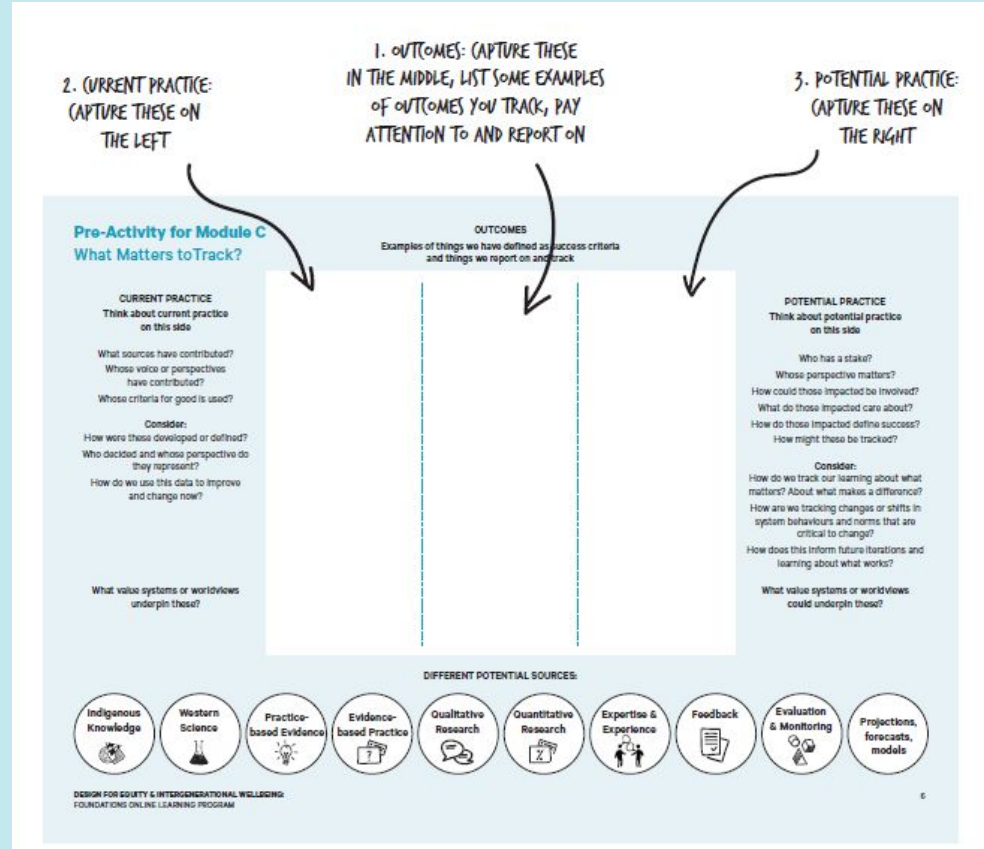 2. CURRENT PRACTICE:
CAPTURE THESE ON
THE LEFT
1. OUTCOMES: CAPTURE THESE
IN THE MIDDLE, LIST SOME EXAMPLES
OF OUTCOMES YOU TRACK, PAY
ATTENTION TO AND REPORT ON
3. POTENTIAL PRACTICE:
CAPTURE THESE ON
THE RIGHT
Pre-Activity for Module C
What Matters toTrack?
OUTCOMES
Examples of things we have defined as success criteria
and things we report on and track
CURRENT PRACTICE
Think about current practice
on this side
What sources have contributed?
Whose voice or perspectives
have contributed?
Whose criteria for good is used?
Consider:
How were these developed or defined?
Who decided and whose perspective do
they represent?
How do we use this data to improve
and change now?
What value systems or worldviews
underpin these?
POTENTIAL PRACTICE
Think about potential practice
on this side
Who has a stake?
Whose perspective matters?
How could those impacted be involved?
What do those impacted care about?
How do those impacted define success?
How might these be tracked?
Consider:
How do we track our learning about what
matters? About what makes a difference?
How are we tracking changes or shifts in
system behaviours and norms that are
critical to change?
How does this inform future iterations and
learning about what works?
What value systems or worldviews
could underpin these?
DIFFERENT POTENTIAL SOURCES:
Indigenous
Knowledge
Western
Science
Practice-
based Evidence
Evidence-
based Practice
?
Qualitative
Research
Quantitative
Research
%
Expertise &
Experience
Feedback
Evaluation
& Monitoring
Projections,
forecasts,
models
DESIGN FOR EQUITY & INTERGENERATIONAL WELLBEING:
FOUNDATIONS ONLINE LEARNING PROGRAM
6